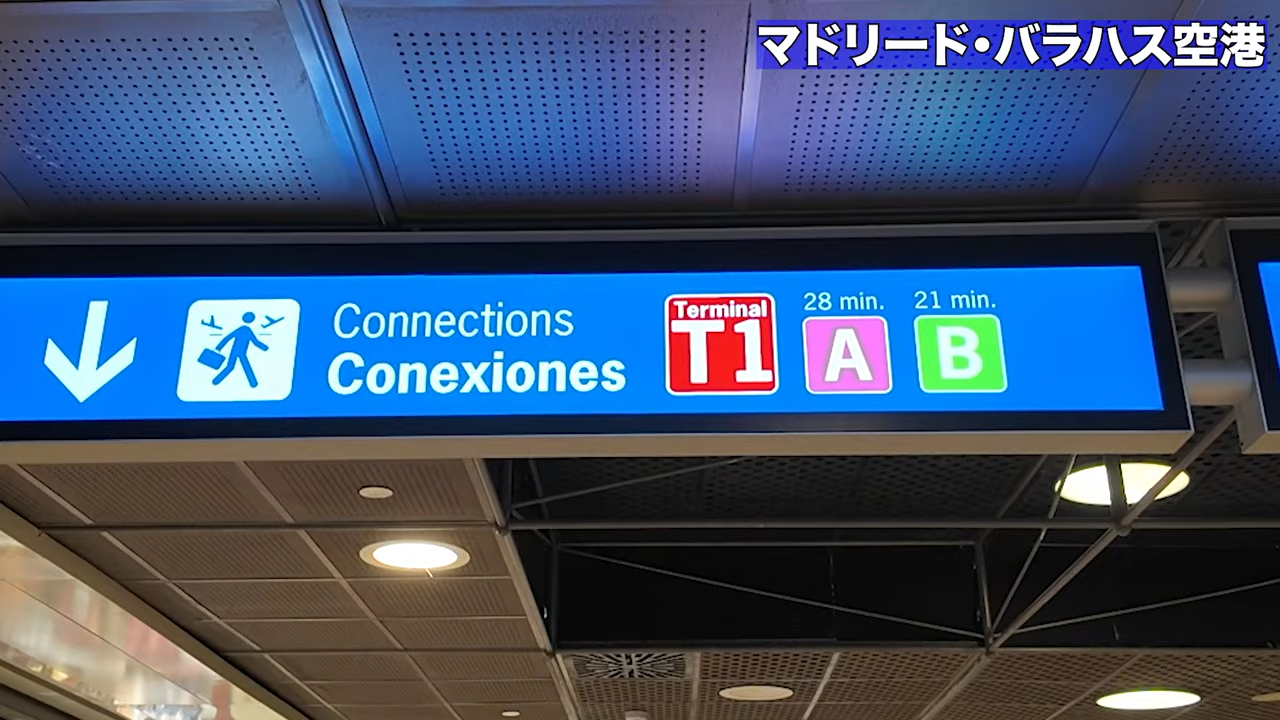 マドリード・バラハス空港
Connections
Conexiones
Terminal
T1
28 min.
A
21 min.
B